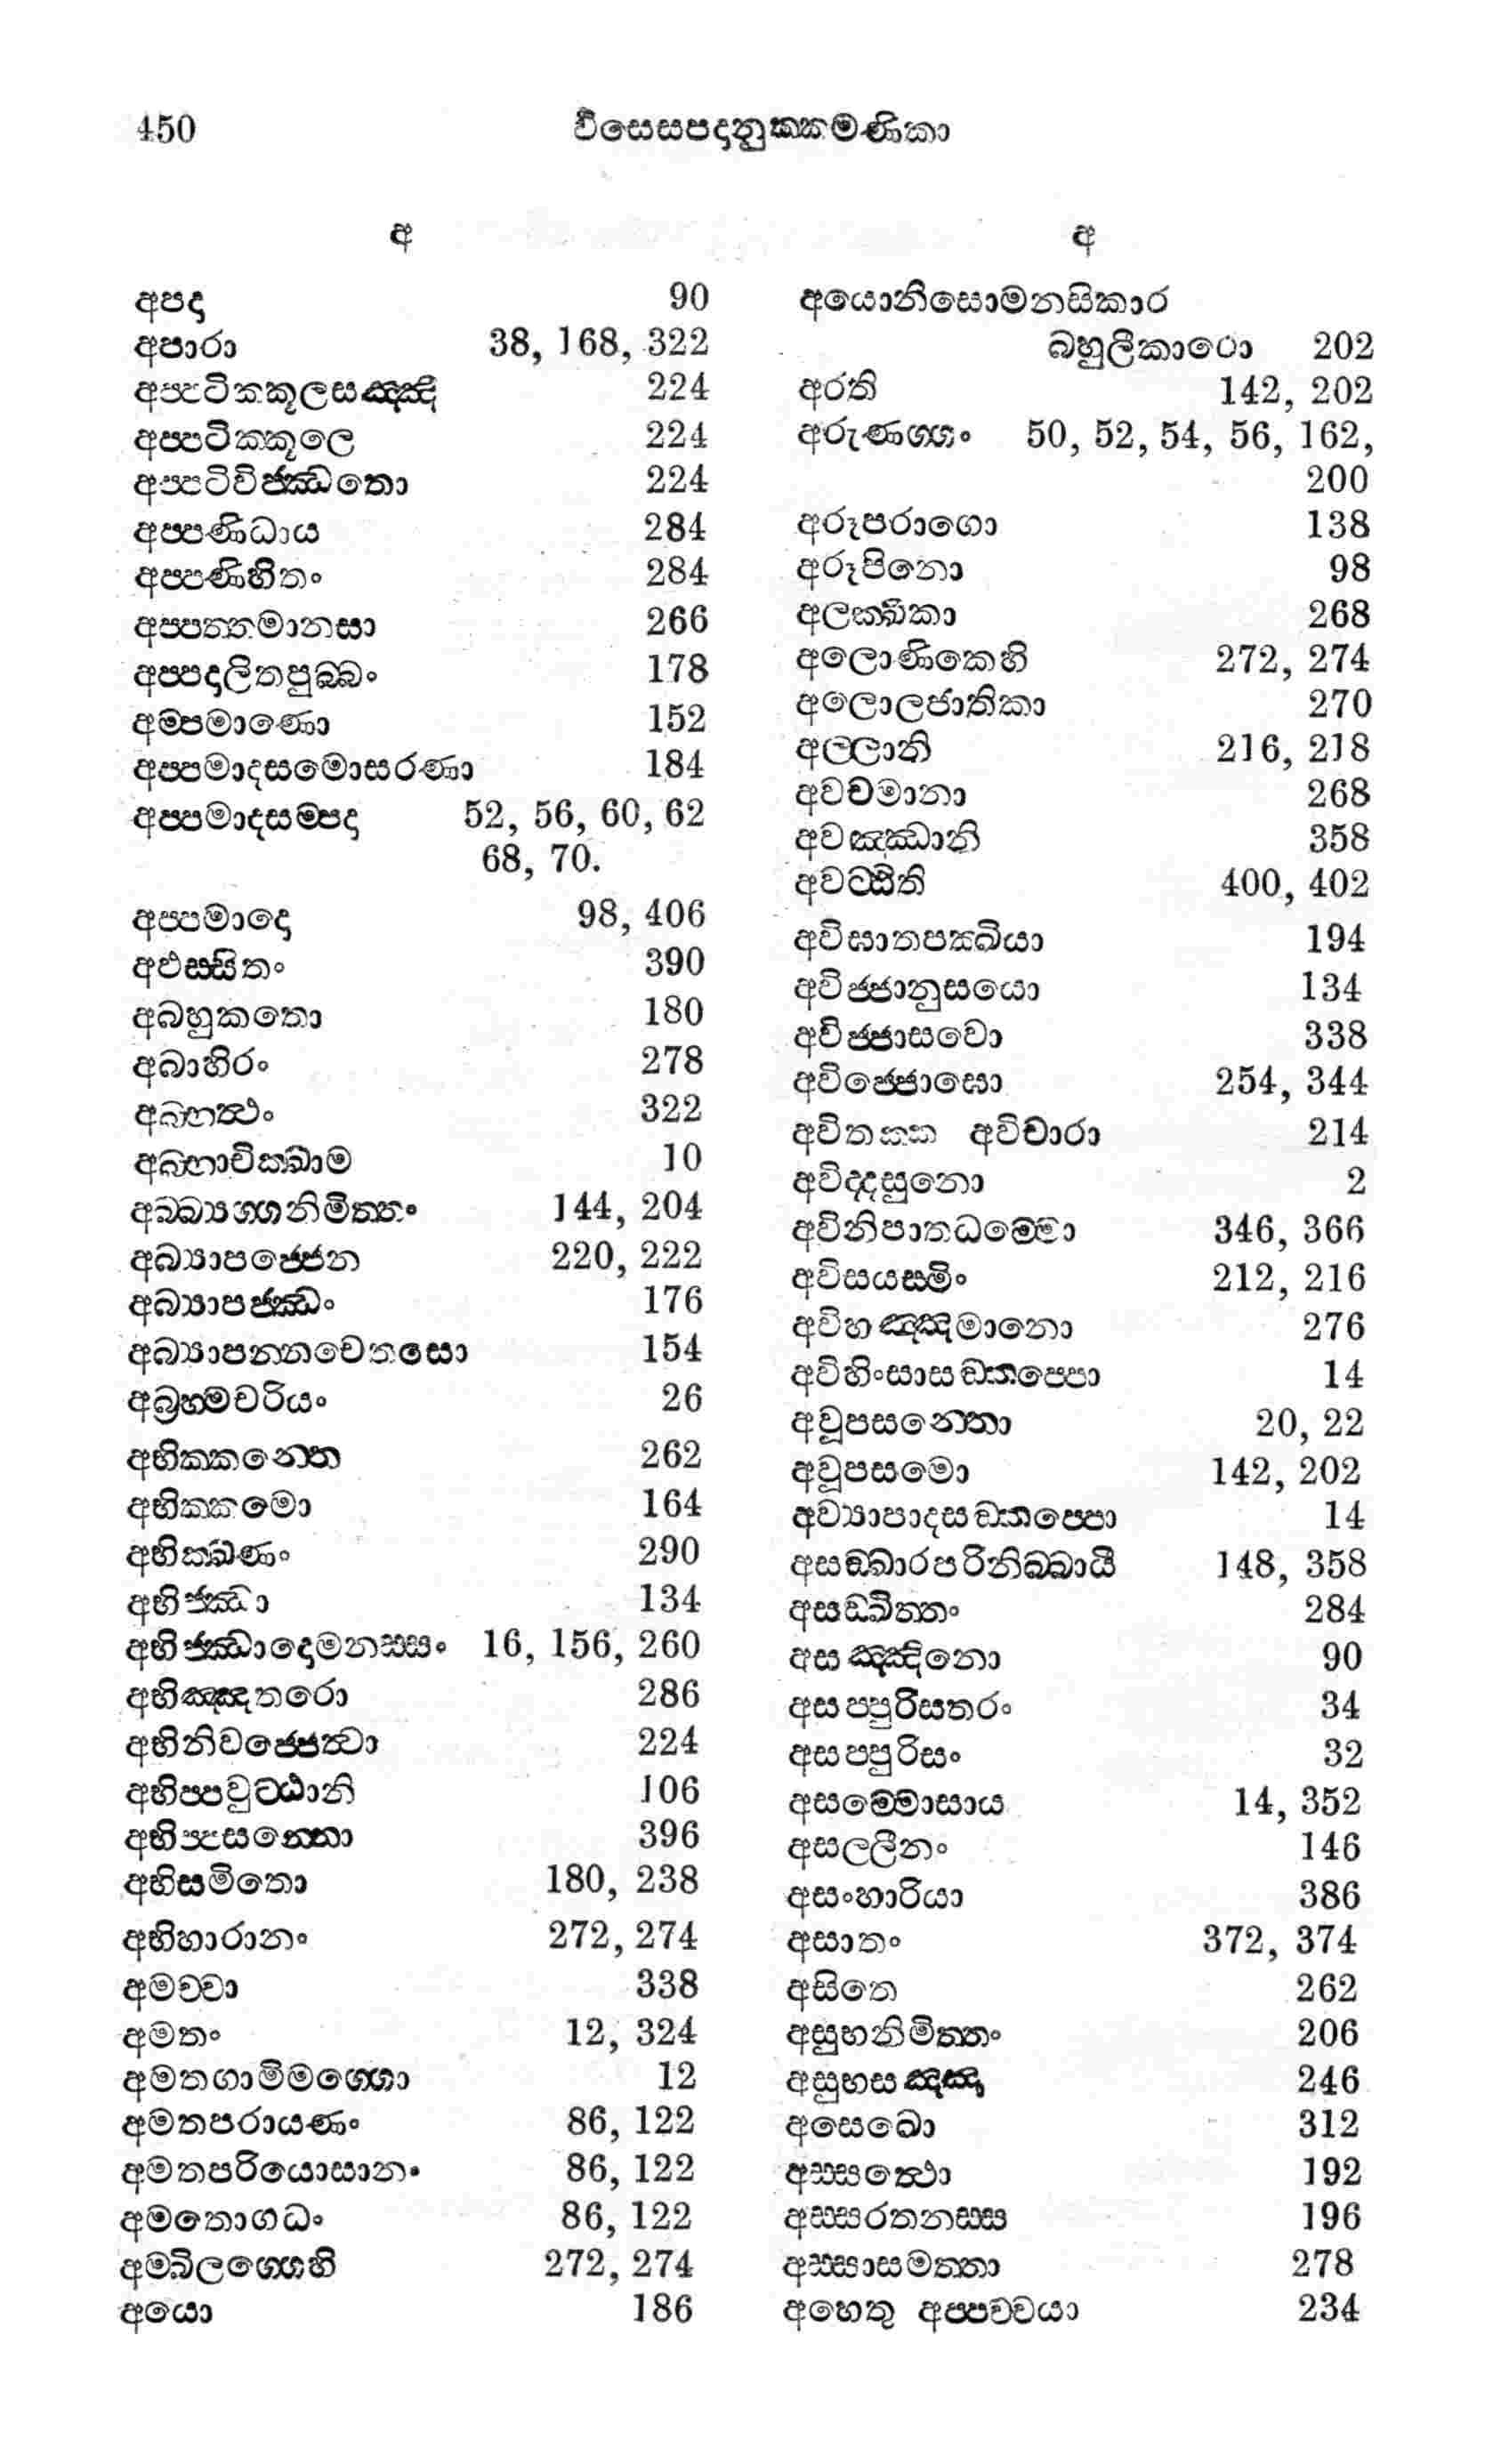 450 විසෙසපදානුක්කමණිකා
අ
අපදා 90
අපාරා 38, 168, 322
අප්පටික්කූලසඤ්ඤී 224
අප්පටික්කූලෙ 224
අප්පටිවිජ්ඣිතො 224
අප්පණිධාය 284
අප්පණිහිතං 284
අප්පත්තමානසා 266
අප්පදාලිතපුබ්බං 178
අම්පමාණො 152
අප්පමාදසමොසරණා 184
අප්පමාදසම්පදා 52, 56, 60, 62
68, 70.
අප්පමාදො 98, 406
අඵස්සිතං 390
අබහුකතො 180
අබාහිරං 278
අබ්භත්ථං 322
අබ්භාචික්ඛාම 10
අබ්බ්‍යග්ගනිමිත්තං 144, 204
අබ්‍යාපජ්ජෙන 220, 222
අබ්‍යාපජ්ඣං 176
අබ්‍යාපන්නචෙතසො 154
අබ්‍රහ්මචරියං 26
අභික්කන්තෙ 262
අභික්කමො 164
අභික්ඛණං 290
අභිජ්ඣා 134
අභිජ්ඣාදොමනස්සං 16, 156, 260
අභිඤ්ඤතරො 286
අභිනිවජ්ජෙත්වා 224
අභිප්පවුට්ඨානි 106
අභිප්පසන්නො 396
අභිසමිතො 180, 238
අභිහාරානං 272, 274
අමච්චා 338
අමතං 12, 324
අමතගාමිමග්ගො 12
අමතපරායණං 86, 122
අමතපරියොසානං 86, 122
අමතොගධං 86, 122
අම්බිලග්ගෙහි 272, 274
අයො 186
අ
අයොනිසොමනසිකාර
බහුලීකාරො 202
අරති 142, 202
අරුණග්ගං 50, 52, 54, 56, 162,
200
අරූපරාගො 138
අරූපිනො 98
අලක්ඛිකා 268
අලොණිකෙහි 272, 274
අලොලජාතිකා 270
අල්ලානි 216, 218
අවචමානා 268
අවඤ්ඣානි 358
අවට්ඨිති 400, 402
අවිඝාතපක්ඛියා 194
අවිජ්ජානුසයො 134
අවිජ්ජාසවො 338
අවිජ්ජොඝො 254, 344
අවිතක්ක අවිචාරා 214
අවිද්දසුනො 2
අවිනිපාතධම්මො 346, 366
අවිසයස්මිං 212, 216
අවිහඤ්ඤමානො 276
අවිහිංසාසඞ්කප්පො 14
අවූපසන්තො 20, 22
අවූපසමො 142, 202
අව්‍යාපාදසඞ්කප්පො 14
අසඞ්ඛාරපරිනිබ්බායී 148, 358
අසඞ්ඛිත්තං 284
අසඤ්ඤිනො 90
අසප්පුරිසතරං 34
අසප්පුරිසං 32
අසම්මොසාය 14, 352
අසල්ලීනං 146
අසංහාරියා 386
අසාතං 372, 374
අසිතෙ 262
අසුභනිමිත්තං 206
අසුභසඤ්ඤා 246
අසෙඛො 312
අස්සත්ථො 192
අස්සරතනස්ස 196
අස්සාසමත්තා 278
අහෙතු අප්පච්චයා 234